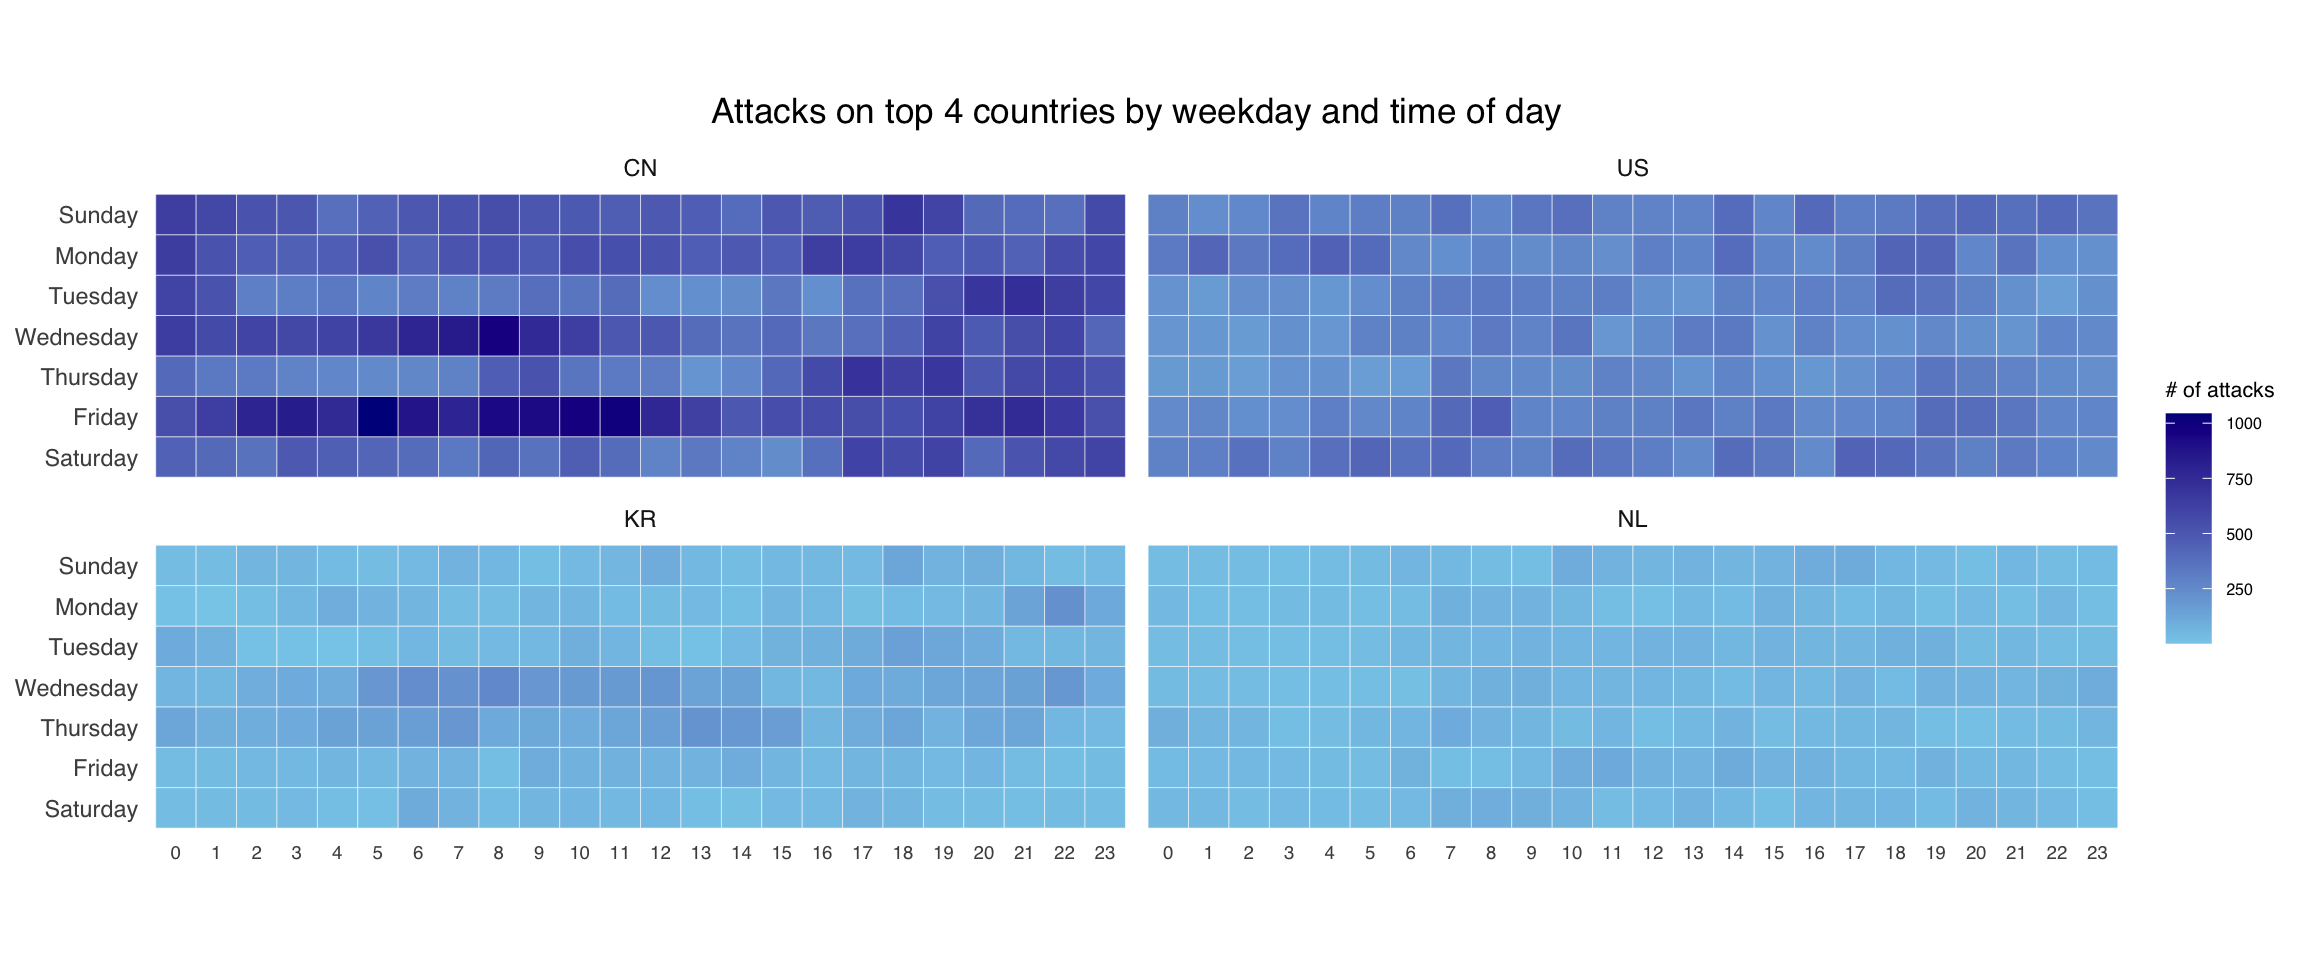 Attacks on top 4 countries by weekday and time of day
CN
US
Sunday
Monday
Tuesday
Wednesday
Thursday
Friday
Saturday
KR
NL
Sunday
Monday
Tuesday
Wednesday
Thursday
Friday
Saturday
0 1 2 3 4 5 6 7 8 9 10 11 12 13 14 15 16 17 18 19 20 21 22 23
0 1 2 3 4 5 6 7 8 9 10 11 12 13 14 15 16 17 18 19 20 21 22 23
# of attacks
1000
750
500
250